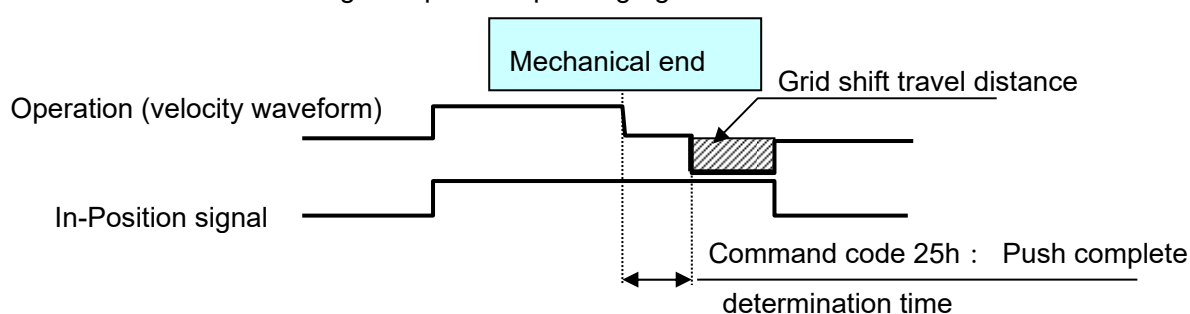 Mechanical end
Grid shift travel distance
Operation (velocity waveform)
In-Position signal
Command code 25h : Push complete
determination time